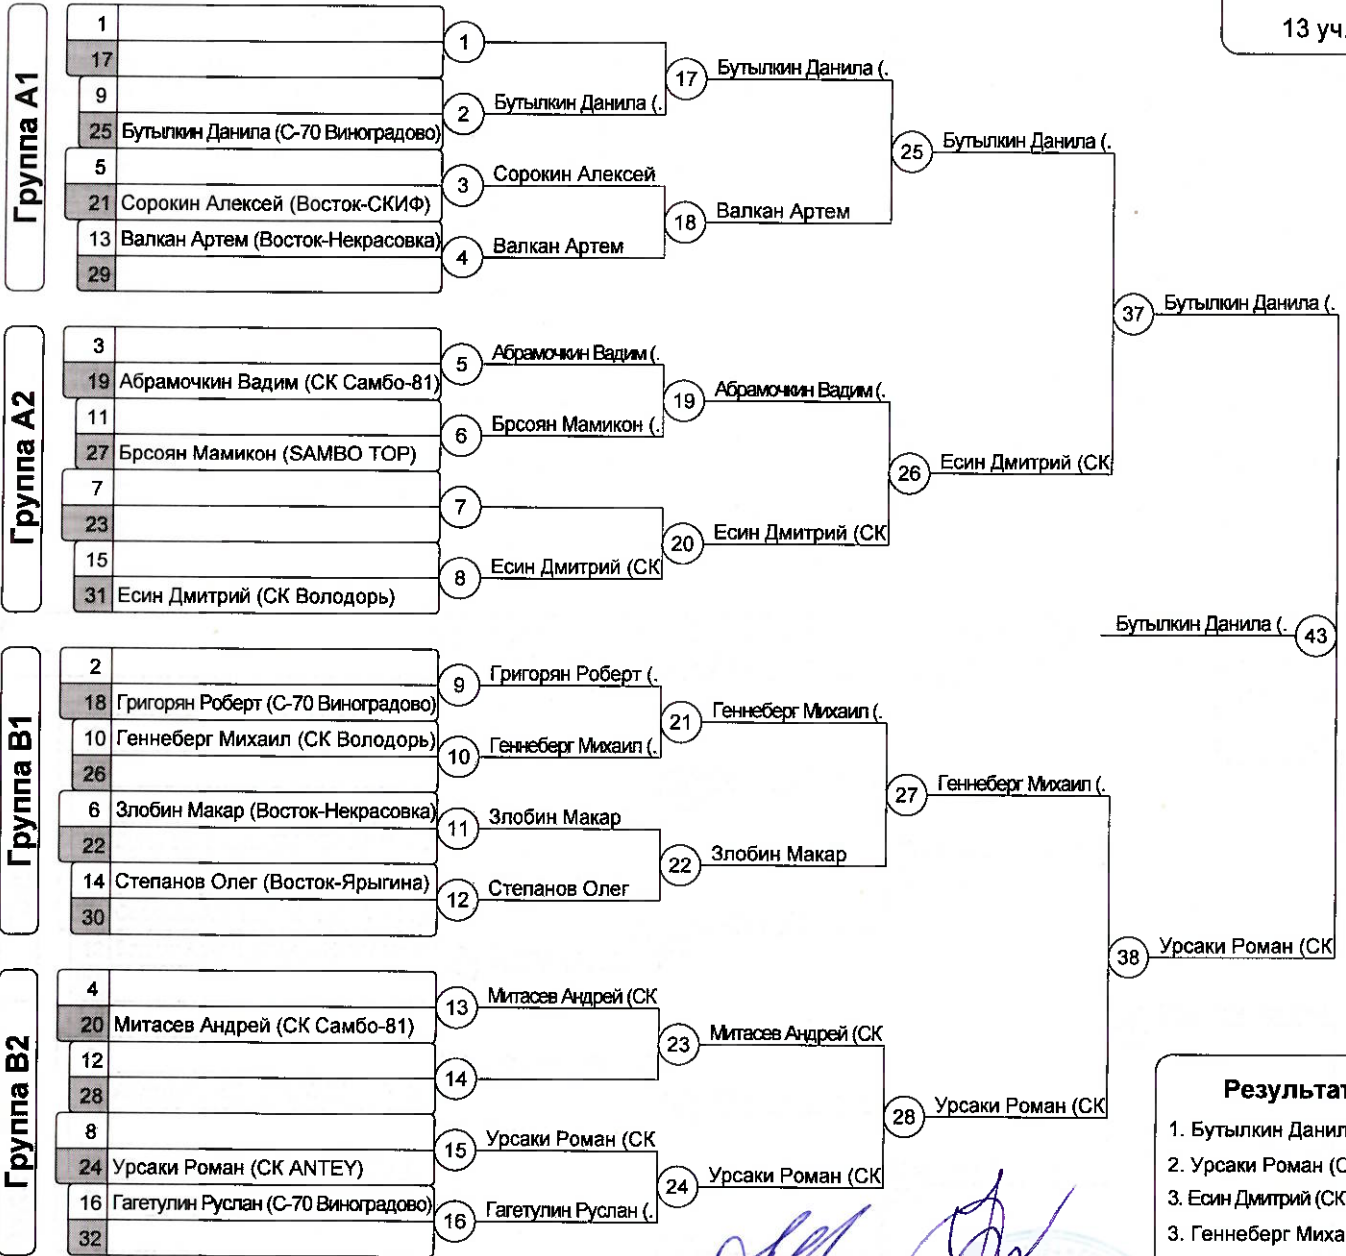 13 уч.
Группа A1
1
17
9
25 Бутылкин Данила (С-70 Виноградово)
5
21 Сорокин Алексей (Восток-СКИФ)
13 Валкан Артем (Восток-Некрасовка)
29
1
2 Бутылкин Данила (.
3 Сорокин Алексей
4 Валкан Артем
17 Бутылкин Данила (.
18 Валкан Артем
25 Бутылкин Данила (.
Группа A2
3
19 Абрамочкин Вадим (СК Самбо-81)
11
27 Брсоян Мамикон (SAMBO TOP)
7
23
15
31 Есин Дмитрий (СК Володорь)
5 Абрамочкин Вадим (.
6 Брсоян Мамикон (.
7
8 Есин Дмитрий (СК
19 Абрамочкин Вадим (.
20 Есин Дмитрий (СК
26 Есин Дмитрий (СК
37 Бутылкин Данила (.
Бутылкин Данила (. 43
Группа B1
2
18 Григорян Роберт (С-70 Виноградово)
10 Геннеберг Михаил (СК Володорь)
26
6 Злобин Макар (Восток-Некрасовка)
22
14 Степанов Олег (Восток-Ярыгина)
30
9 Григорян Роберт (.
10 Геннеберг Михаил (.
11 Злобин Макар
12 Степанов Олег
21 Геннеберг Михаил (.
22 Злобин Макар
27 Геннеберг Михаил (.
38 Урсаки Роман (СК
Группа B2
4
20 Митасев Андрей (СК Самбо-81)
12
28
8
24 Урсаки Роман (СК ANTEY)
16 Гагетулин Руслан (С-70 Виноградово)
32
13 Митасев Андрей (СК
14
15 Урсаки Роман (СК
16 Гагетулин Руслан (.
23 Митасев Андрей (СК
24 Урсаки Роман (СК
28 Урсаки Роман (СК
Результат
1. Бутылкин Данил
2. Урсаки Роман (С
3. Есин Дмитрий (СК
3. Геннеберг Миха